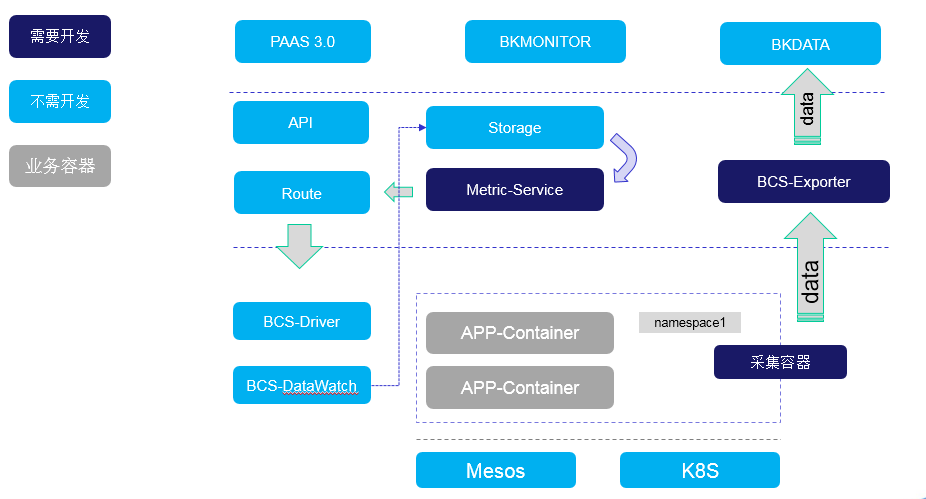 需要开发
不需开发
业务容器
PAAS 3.0
BKMONITOR
BKDATA
data
API
Storage
Route
Metric-Service
BCS-Exporter
data
BCS-Driver
BCS-DataWatch
APP-Container
namespace1
APP-Container
采集容器
Mesos
K8S